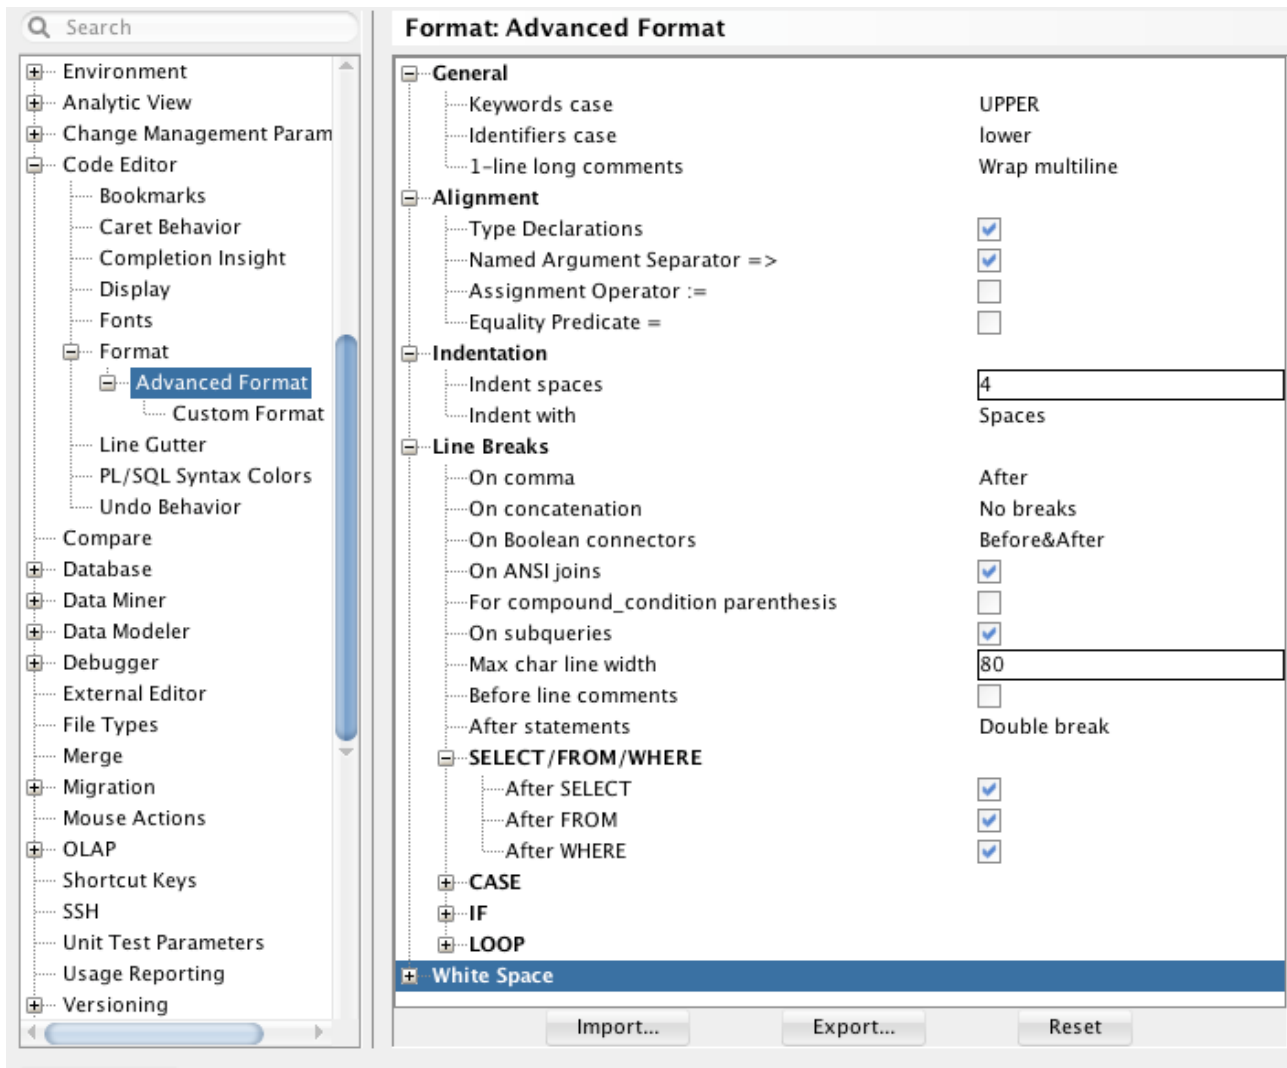 Search
Environment
Analytic View
Change Management Param
Code Editor
Bookmarks
Caret Behavior
Completion Insight
Display
Fonts
Format
Advanced Format
Custom Format
Line Gutter
PL/SQL Syntax Colors
Undo Behavior
Compare
Database
Data Miner
Data Modeler
Debugger
External Editor
File Types
Merge
Migration
Mouse Actions
OLAP
Shortcut Keys
SSH
Unit Test Parameters
Usage Reporting
Versioning
Format: Advanced Format
General
Keywords case UPPER
Identifiers case lower
1-line long comments Wrap multiline
Alignment
Type Declarations
Named Argument Separator =>
Assignment Operator :=
Equality Predicate =
Indentation
Indent spaces 4
Indent with Spaces
Line Breaks
On comma After
On concatenation No breaks
On Boolean connectors Before&After
On ANSI joins
For compound_condition parenthesis
On subqueries
Max char line width 80
Before line comments
After statements Double break
SELECT/FROM/WHERE
After SELECT
After FROM
After WHERE
CASE
IF
LOOP
White Space
Import... Export... Reset